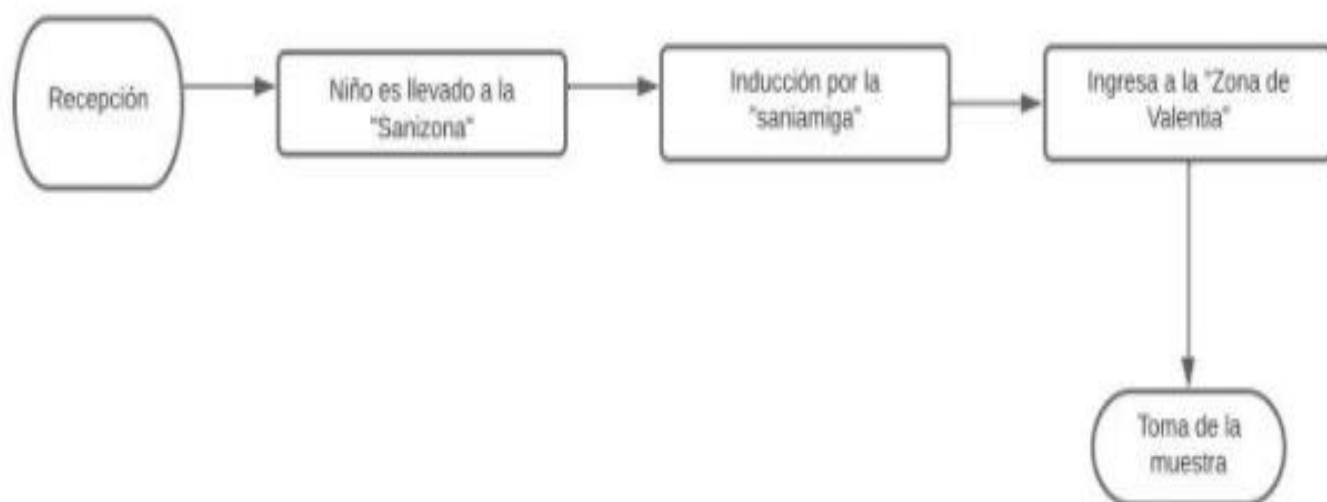 Recepción
Niño es llevado a la
"Sanizona"
Inducción por la
"saniamiga"
Ingresa a la "Zona de
Valentia"
Toma de la
muestra